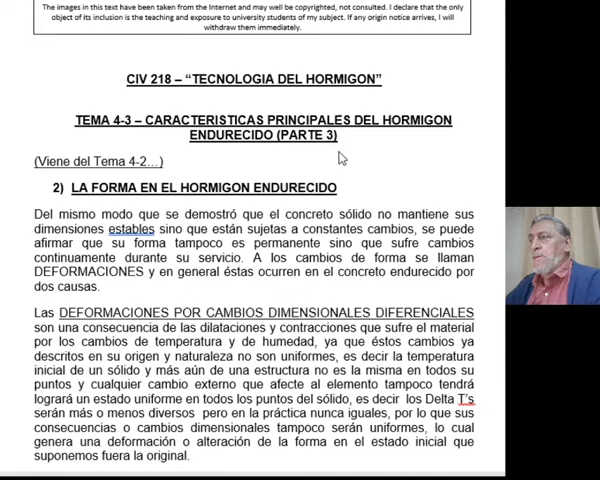 The images in this text have been taken from the Internet and may well be copyrighted, not consulted. I declare that the only
object of its inclusion is the teaching and exposure to university students of my subject. If any origin notice arrives, I will
withdraw them immediately.
CIV 218 – “TECNOLOGIA DEL HORMIGON”
TEMA 4-3 – CARACTERISTICAS PRINCIPALES DEL HORMIGON
ENDURECIDO (PARTE 3)
(Viene del Tema 4-2…)
2) LA FORMA EN EL HORMIGON ENDURECIDO
Del mismo modo que se demostró que el concreto sólido no mantiene sus
dimensiones estables sino que están sujetas a constantes cambios, se puede
afirmar que su forma tampoco es permanente sino que sufre cambios
continuamente durante su servicio. A los cambios de forma se llaman
DEFORMACIONES y en general éstas ocurren en el concreto endurecido por
dos causas.
Las DEFORMACIONES POR CAMBIOS DIMENSIONALES DIFERENCIALES
son una consecuencia de las dilataciones y contracciones que sufre el material
por los cambios de temperatura y de humedad, ya que éstos cambios ya
descritos en su origen y naturaleza no son uniformes, es decir la temperatura
inicial de un sólido y más aún de una estructura no es la misma en todos su
puntos y cualquier cambio externo que afecte al elemento tampoco tendrá
logrará un estado uniforme en todos los puntos del sólido, es decir los Delta T's
serán más o menos diversos pero en la práctica nunca iguales, por lo que sus
consecuencias o cambios dimensionales tampoco serán uniformes, lo cual
genera una deformación o alteración de la forma en el estado inicial que
suponemos fuera la original.